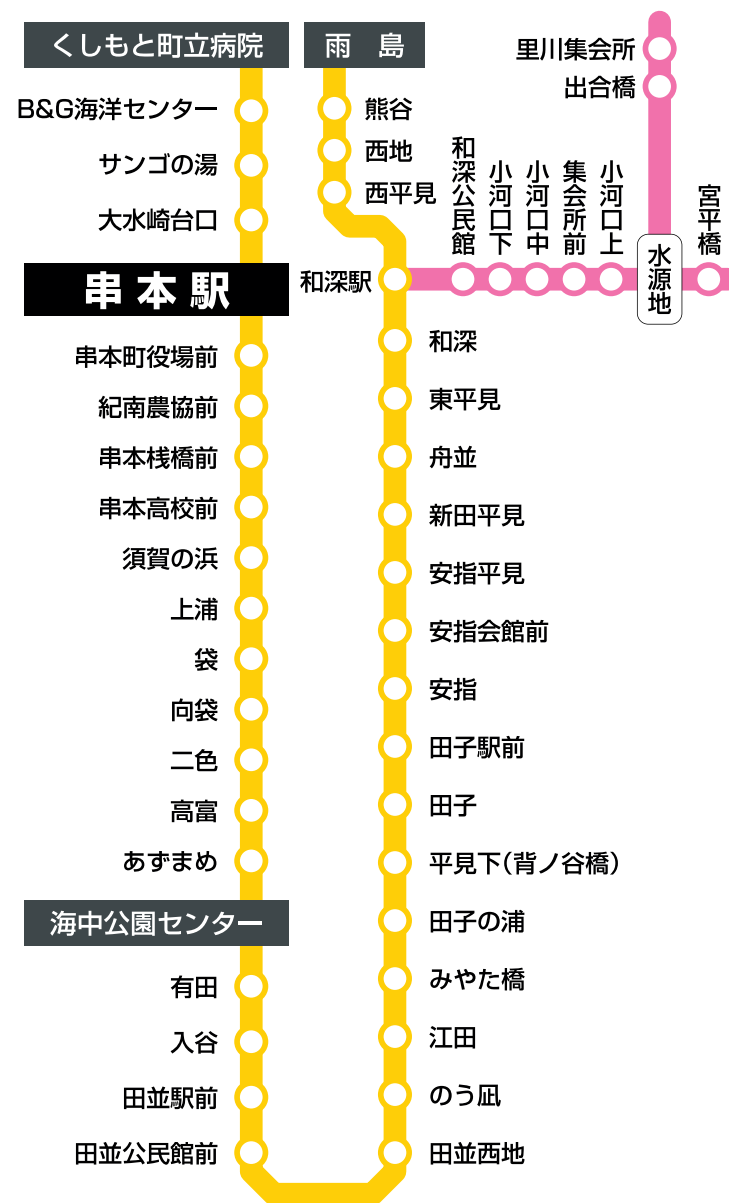 くしもと町立病院
B&G海洋センター
サンゴの湯
大水崎台口
串本駅
串本町役場前
紀南農協前
串本桟橋前
串本高校前
須賀の浜
上浦
袋
向袋
二色
高富
あずまめ
海中公園センター
有田
入谷
田並駅前
田並公民館前
雨 島
熊谷
西地
西平見
和深駅
和深
東平見
舟並
新田平見
安指平見
安指会館前
安指
田子駅前
田子
平見下(背ノ谷橋)
田子の浦
みやた橋
江田
のう凪
田並西地
里川集会所
出合橋
和深公民館
小河口下
小河口中
集会所前
小河口上
水源地
宮平橋